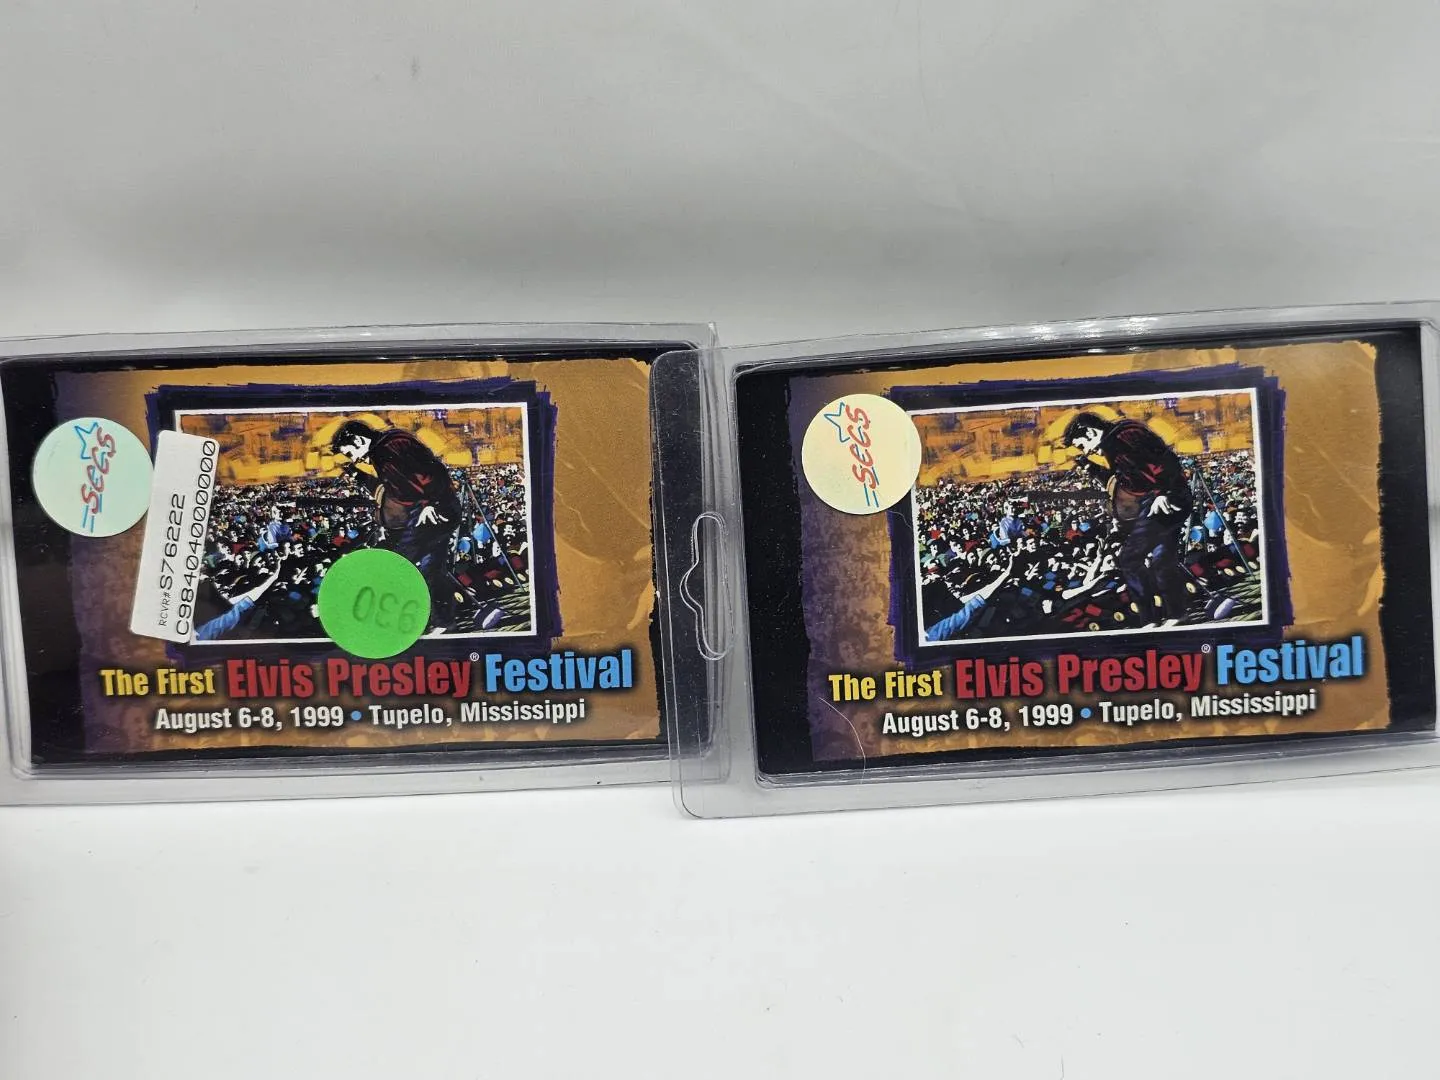 SEGS
RCVR# S76222
C98404000000
930
The First Elvis Presley® Festival
August 6-8, 1999 • Tupelo, Mississippi
SEGS
The First Elvis Presley® Festival
August 6-8, 1999 • Tupelo, Mississippi